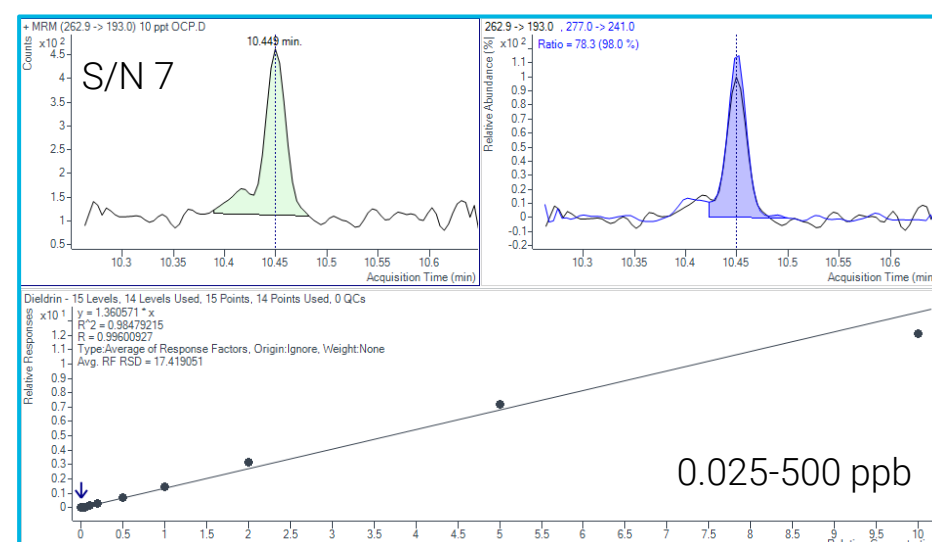 + MRM (262.9 -> 193.0) 10 ppt OCP.D
Counts
x10 2
10.449 min.
S/N 7
4.5
4
3.5
3
2.5
2
1.5
1
0.5
10.3 10.35 10.4 10.45 10.5 10.55 10.6
Acquisition Time (min)
262.9 -> 193.0 , 277.0 -> 241.0
Relative Abundance (%)
x10 2
Ratio = 78.3 (98.0 %)
1.1
1
0.9
0.8
0.7
0.6
0.5
0.4
0.3
0.2
0.1
0
-0.1
-0.2
10.3 10.35 10.4 10.45 10.5 10.55 10.6
Acquisition Time (min
Dieldrin - 15 Levels, 14 Levels Used, 15 Points, 14 Points Used, 0 QCs
Relative Responses
x10 1
y = 1.360571 * x
R^2 = 0.98479215
R = 0.99600927
Type:Average of Response Factors, Origin:Ignore, Weight:None
Avg. RF RSD = 17.419051
1.2
1.1
1
0.9
0.8
0.7
0.6
0.5
0.4
0.3
0.2
0.1
0
0.025-500 ppb
0 0.5 1 1.5 2 2.5 3 3.5 4 4.5 5 5.5 6 6.5 7 7.5 8 8.5 9 9.5 10